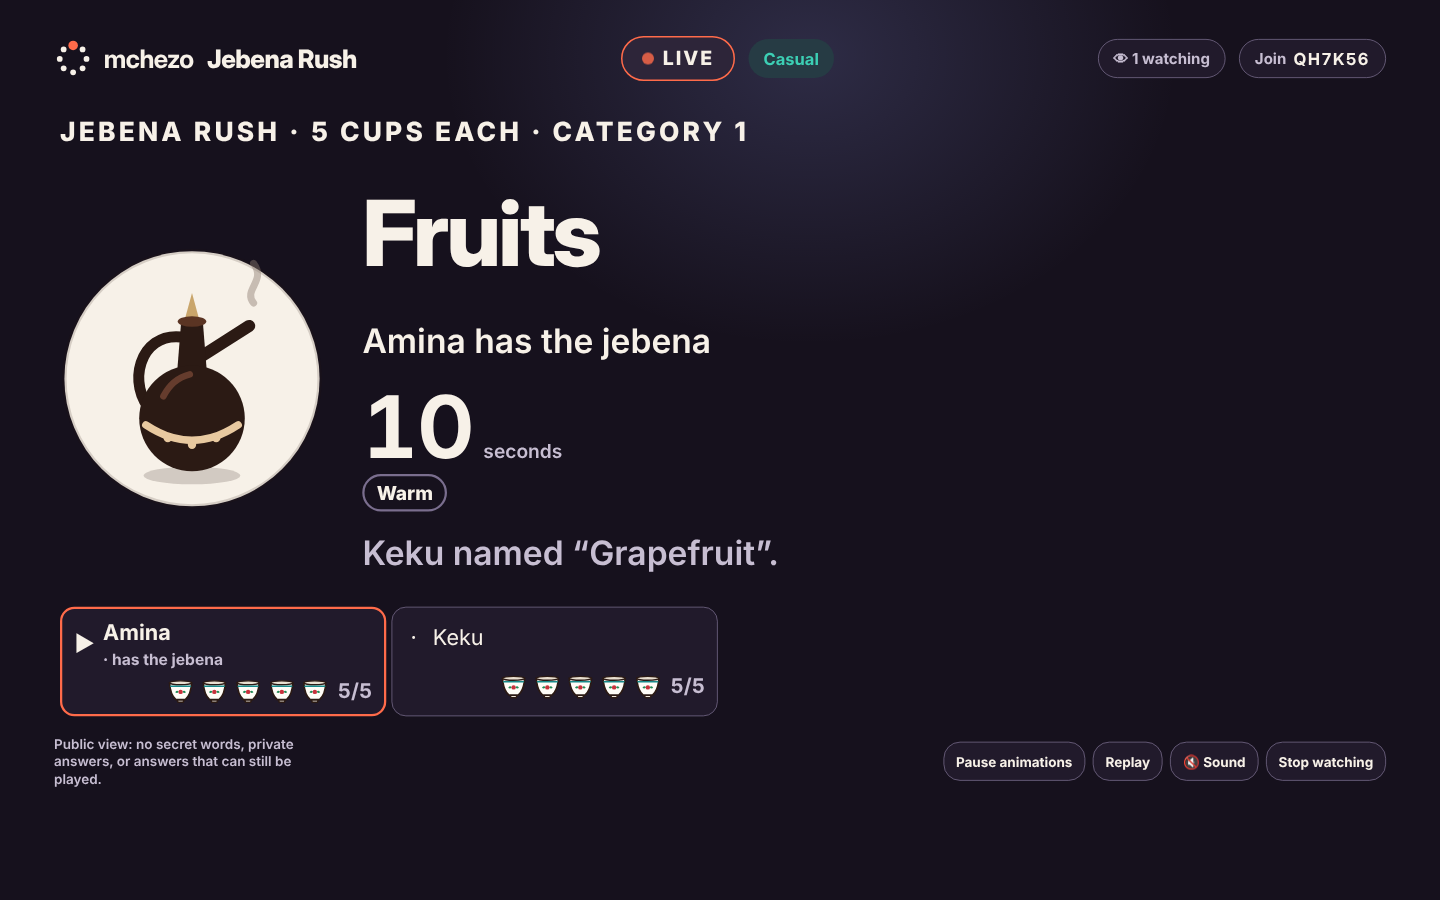 mchezo Jebena Rush
LIVE
Casual
1 watching
Join QH7K56
JEBENA RUSH · 5 CUPS EACH · CATEGORY 1
Fruits
Amina has the jebena
10 seconds
Warm
Keku named “Grapefruit”.
Amina
· has the jebena
5/5
· Keku
5/5
Public view: no secret words, private
answers, or answers that can still be
played.
Pause animations
Replay
Sound
Stop watching